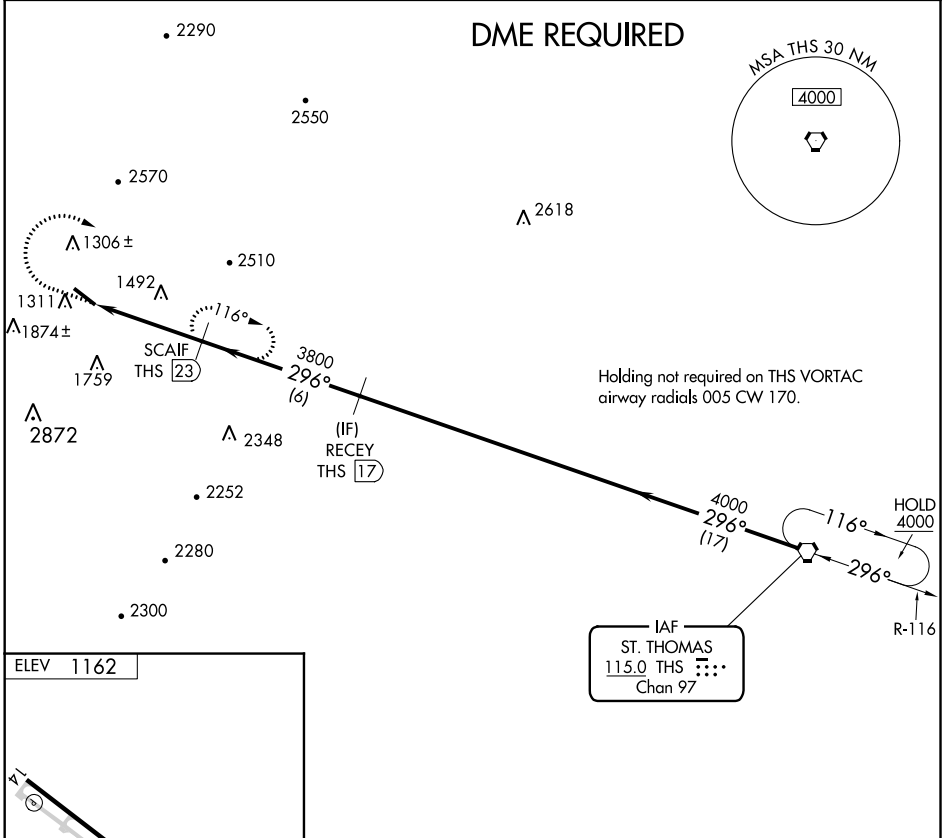 2290
DME REQUIRED
MSA THS 30 NM
4000
2550
2570
2618
1306 ±
2510
1492
1311
1874 ±
116°
SCAIF
THS 23
3800
296°
(6)
1759
Holding not required on THS VORTAC
airway radials 005 CW 170.
2872
(IF)
RECEY
THS 17
2348
2252
4000
296°
(17)
HOLD
4000
116°
296°
2280
2300
R-116
IAF
ST. THOMAS
115.0 THS
Chan 97
ELEV 1162
14
P